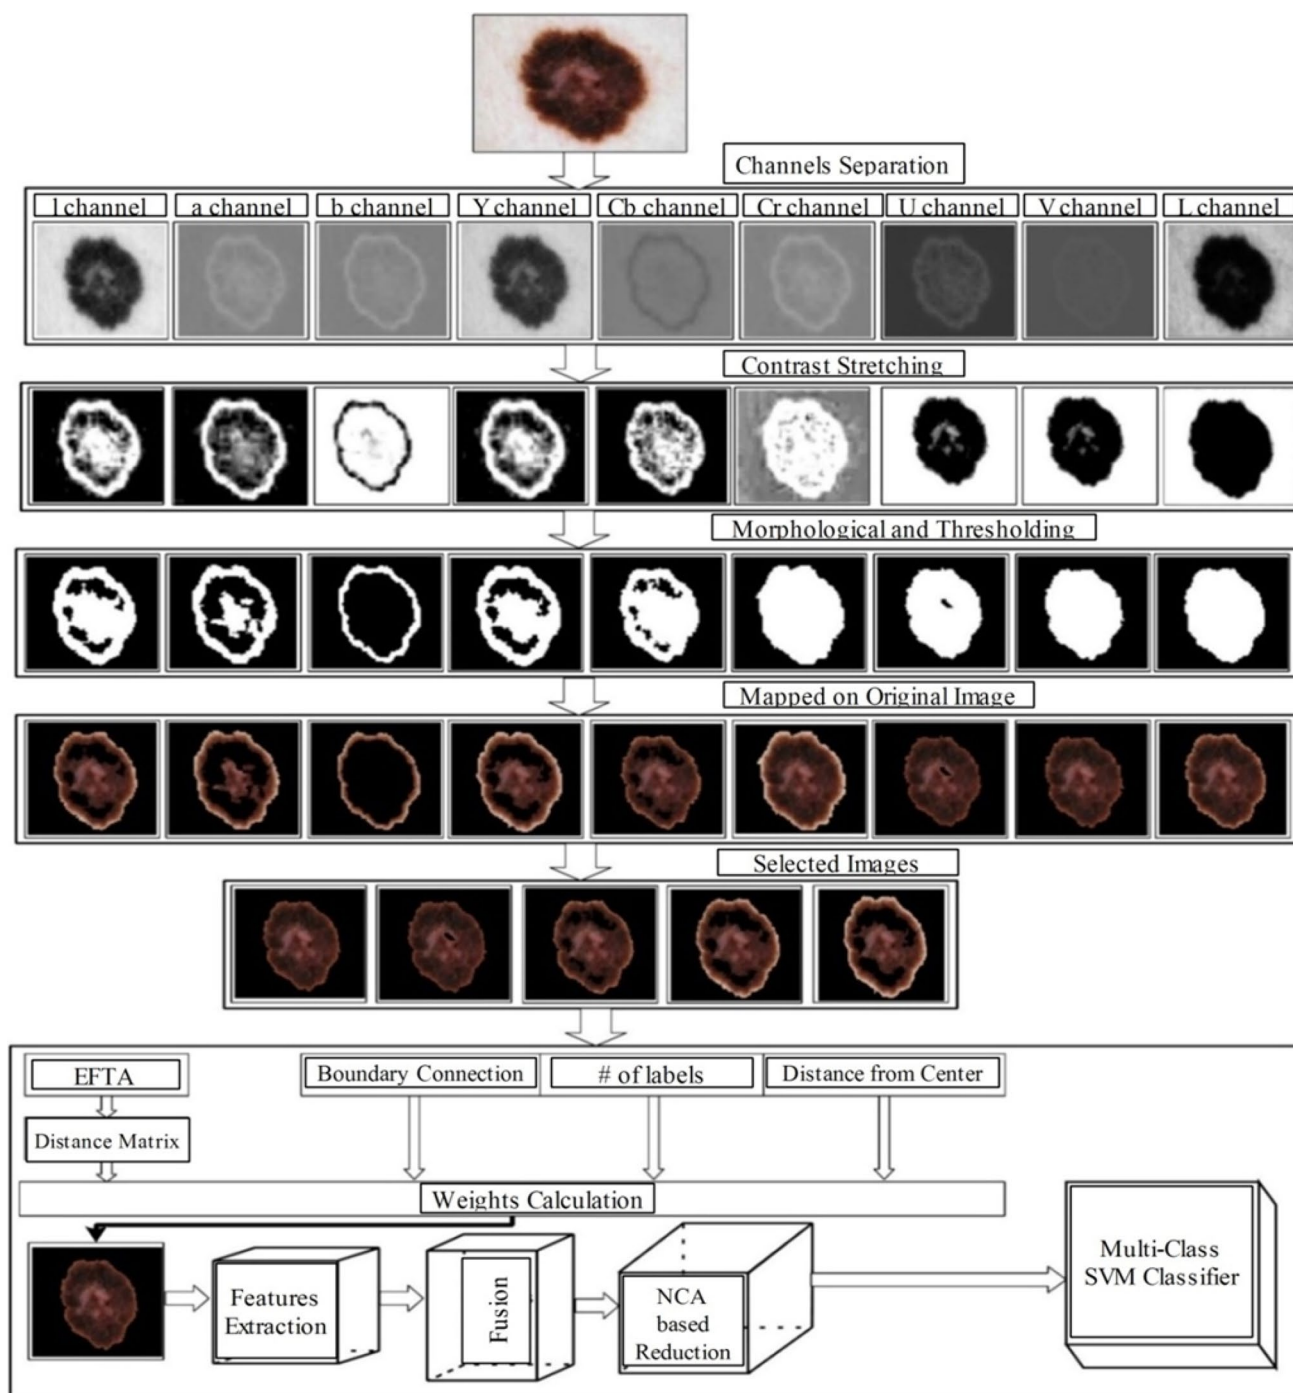 Channels Separation
l channel
a channel
b channel
Y channel
Cb channel
Cr channel
U channel
V channel
L channel
Contrast Stretching
Morphological and Thresholding
Mapped on Original Image
Selected Images
EFTA
Boundary Connection
# of labels
Distance from Center
Distance Matrix
Weights Calculation
Features
Extraction
Fusion
NCA
based
Reduction
Multi-Class
SVM Classifier